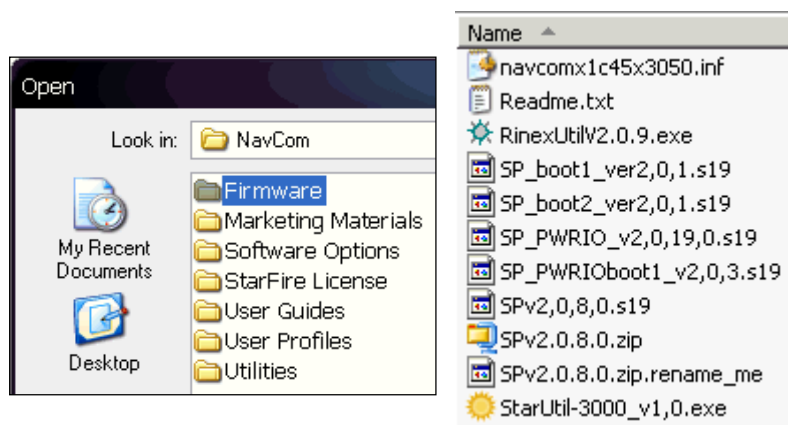 Open
Look in:
NavCom
My Recent
Documents
Desktop
Firmware
Marketing Materials
Software Options
StarFire License
User Guides
User Profiles
Utilities
Name
navcomx1c45x3050.inf
Readme.txt
RinexUtilV2.0.9.exe
SP_boot1_ver2,0,1.s19
SP_boot2_ver2,0,1.s19
SP_PWRIO_v2,0,19,0.s19
SP_PWRIOboot1_v2,0,3.s19
SPv2,0,8,0.s19
SPv2.0.8.0.zip
SPv2.0.8.0.zip.rename_me
StarUtil-3000_v1,0.exe